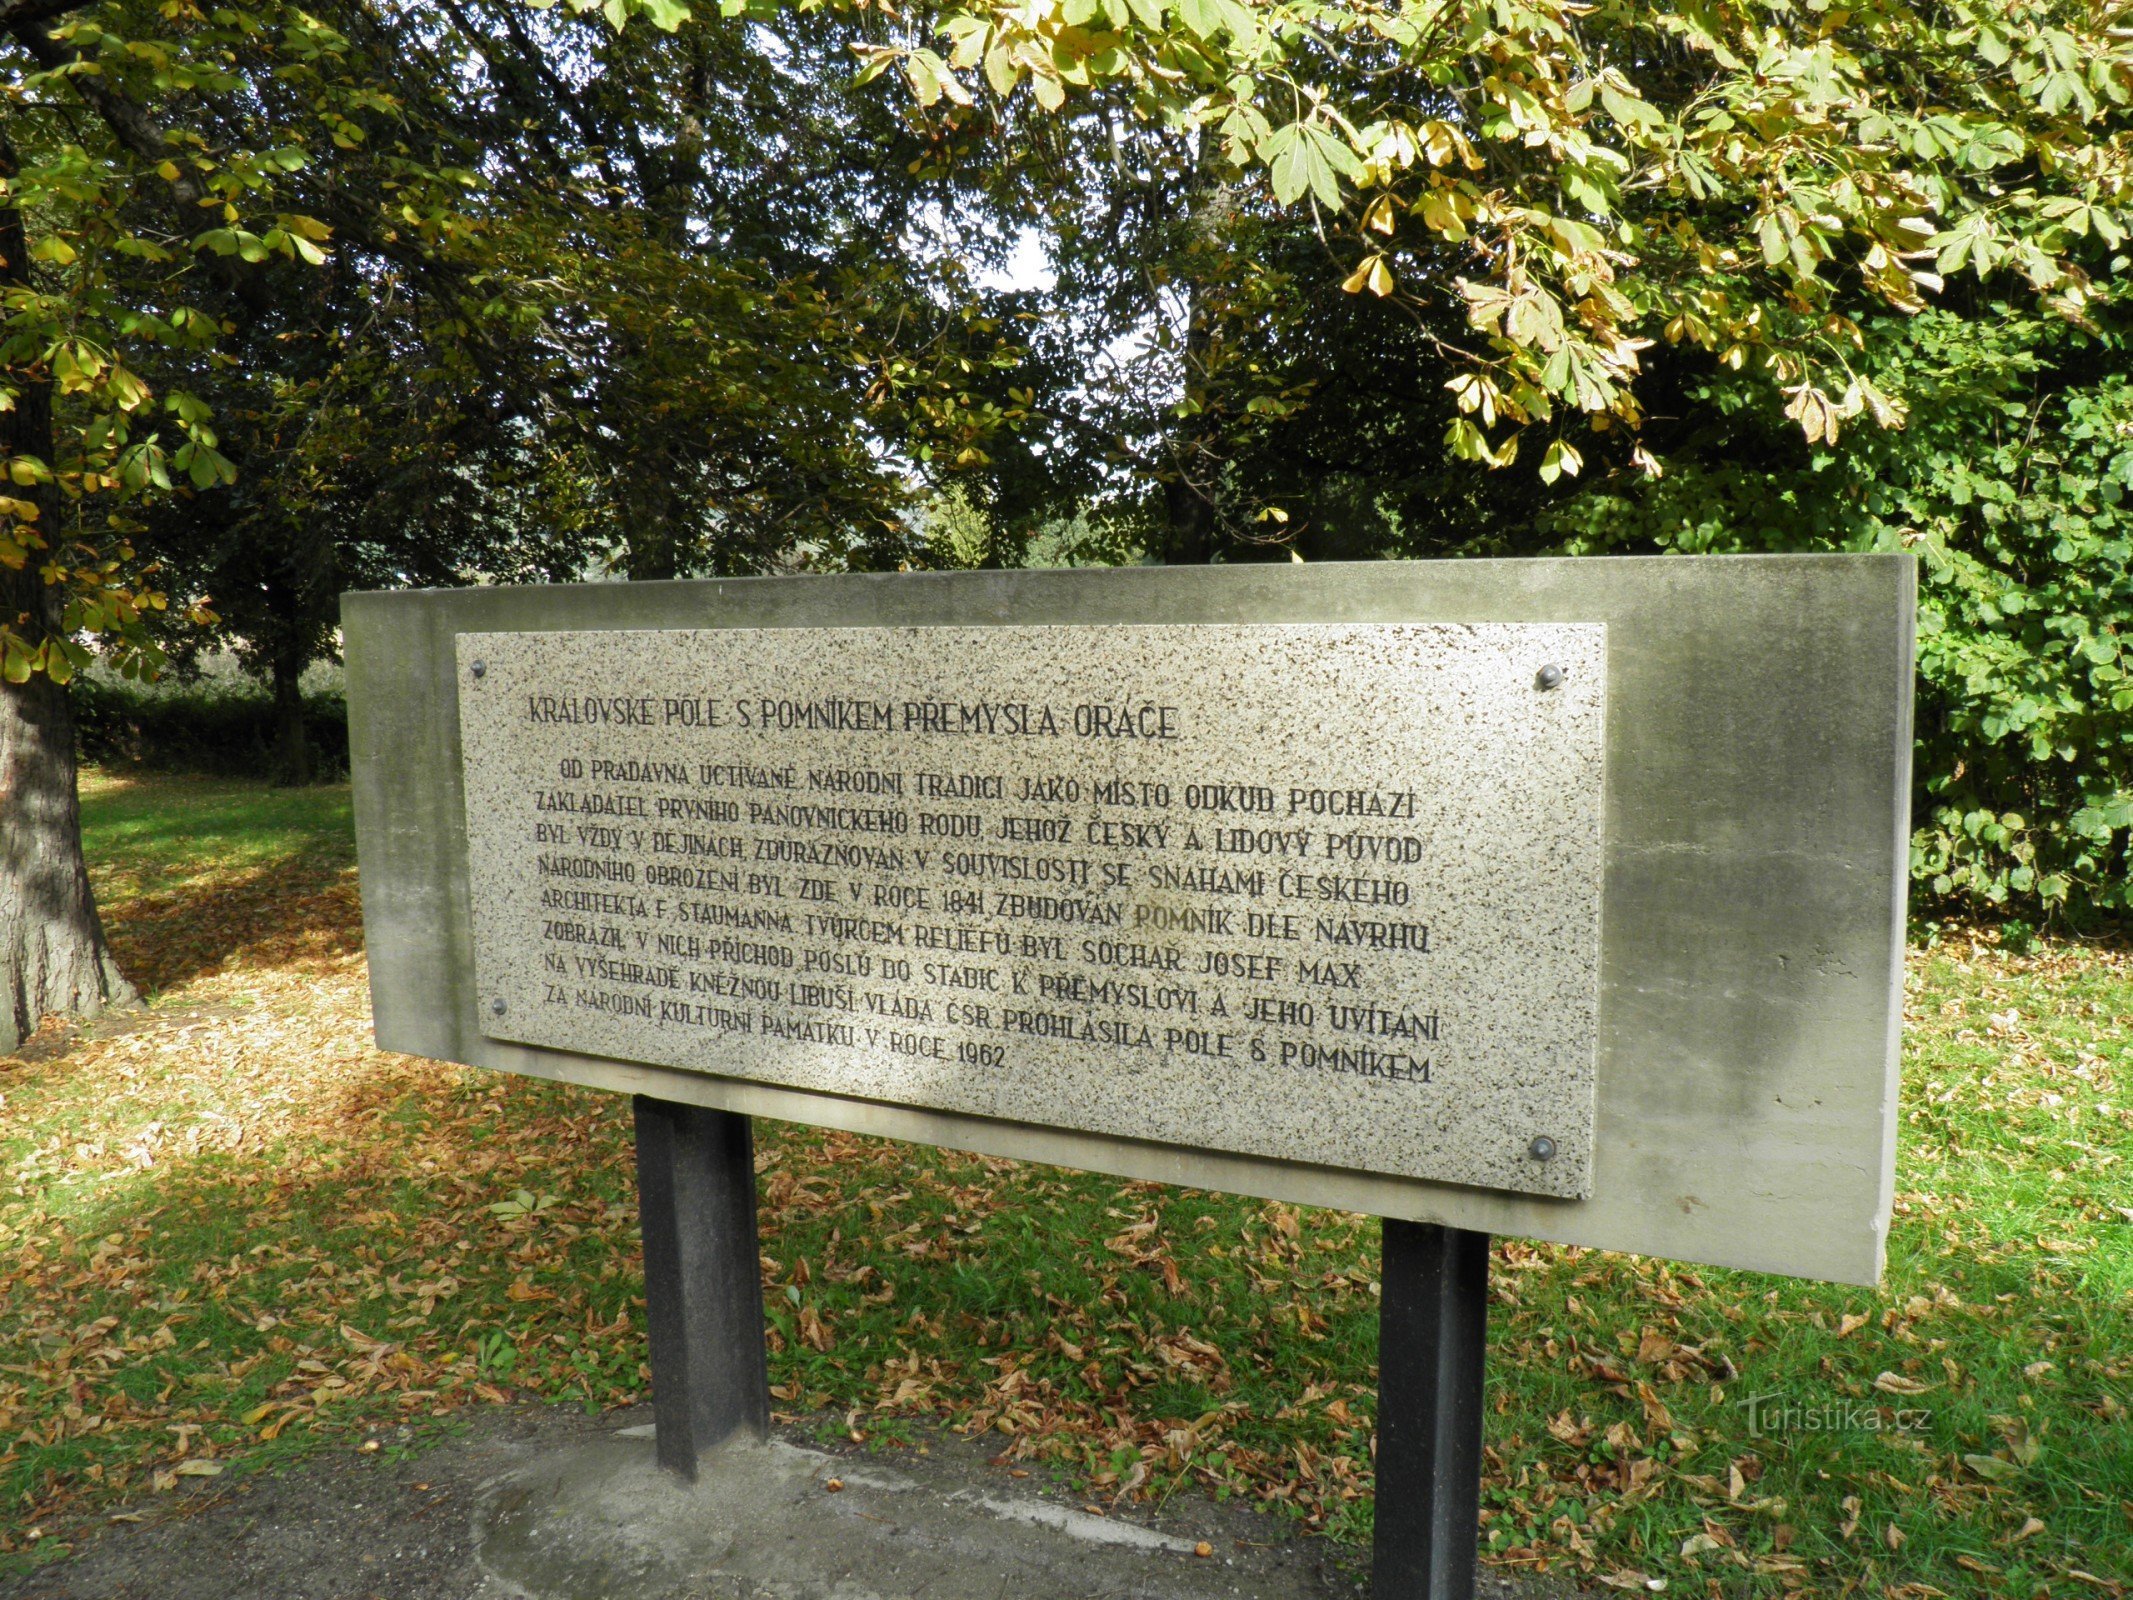 KRÁLOVSKÉ POLE S POMNÍKEM PŘEMYSLA ORÁČE
OD PRADÁVNA UCTÍVANÉ NÁRODNÍ TRADICÍ JAKO MÍSTO ODKUD POCHÁZÍ
ZAKLADATEL PRVNÍHO PANOVNICKÉHO RODU, JEHOŽ ČESKÝ A LIDOVÝ PŮVOD
BYL VŽDY V DĚJINÁCH ZDŮRAZŇOVÁN V SOUVISLOSTI SE SNAHAMI ČESKÉHO
NÁRODNÍHO OBROZENÍ BYL ZDE V ROCE 1841 ZBUDOVÁN POMNÍK DLE NÁVRHU
ARCHITEKTA F. STAUMANNA TVŮRCEM RELIEFŮ BYL SOCHAŘ JOSEF MAX
ZOBRAZIL V NICH PŘÍCHOD POSLŮ DO STADIC K PŘEMYSLOVI A JEHO UVÍTÁNÍ
NA VYŠEHRADĚ KNĚŽNOU LIBUŠÍ. VLÁDA ČSR PROHLÁSILA POLE S POMNÍKEM
ZA NÁRODNÍ KULTURNÍ PAMÁTKU V ROCE 1962
Turistika.cz